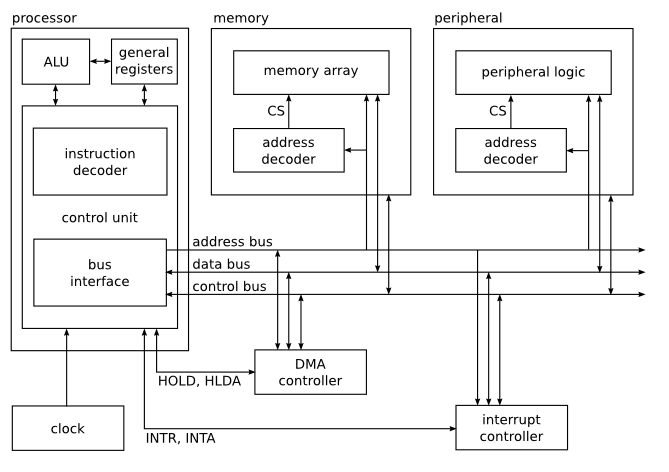 processor
memory
peripheral
ALU
general
registers
memory array
peripheral logic
CS
CS
address
decoder
address
decoder
instruction
decoder
control unit
address bus
bus
interface
data bus
control bus
DMA
controller
HOLD, HLDA
clock
INTR, INTA
interrupt
controller